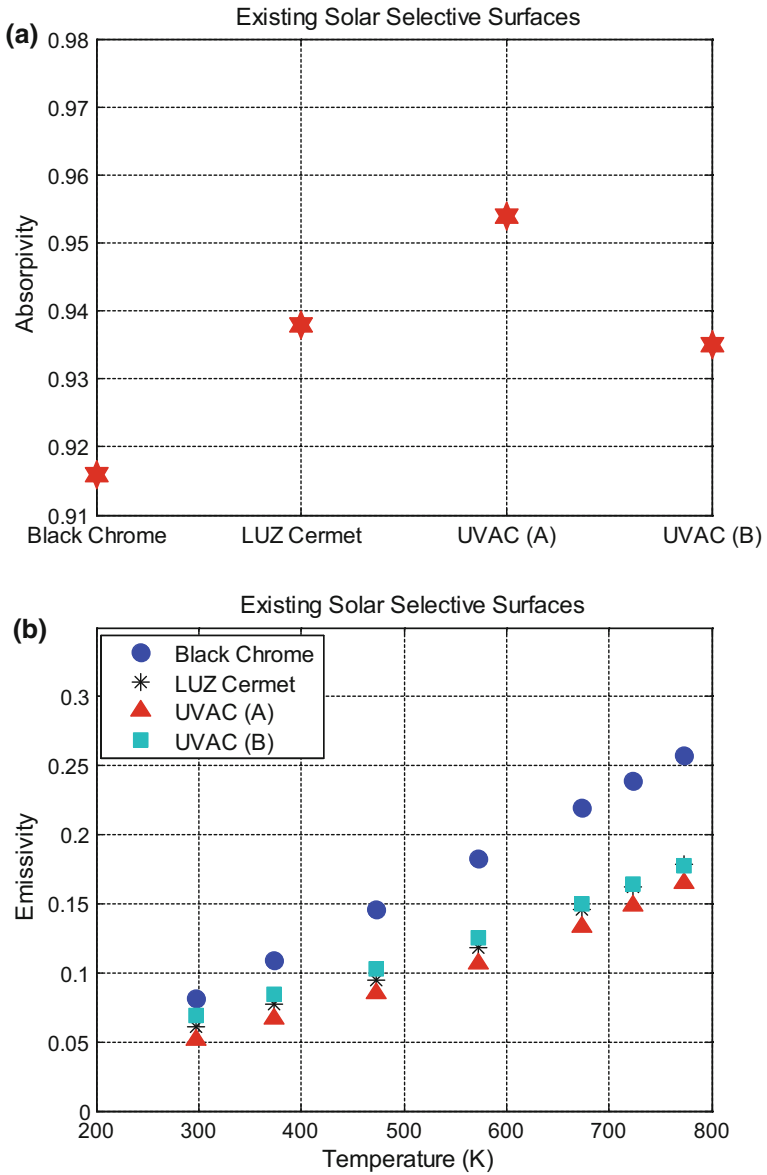 Existing Solar Selective Surfaces
(a)
0.98
0.97
0.96
0.95
0.94
0.93
0.92
0.91
Absorpivity
Black Chrome LUZ Cermet UVAC (A) UVAC (B)
Existing Solar Selective Surfaces
(b)
Black Chrome
LUZ Cermet
UVAC (A)
UVAC (B)
0.3
0.25
0.2
0.15
0.1
0.05
0
Emissivity
200 300 400 500 600 700 800
Temperature (K)